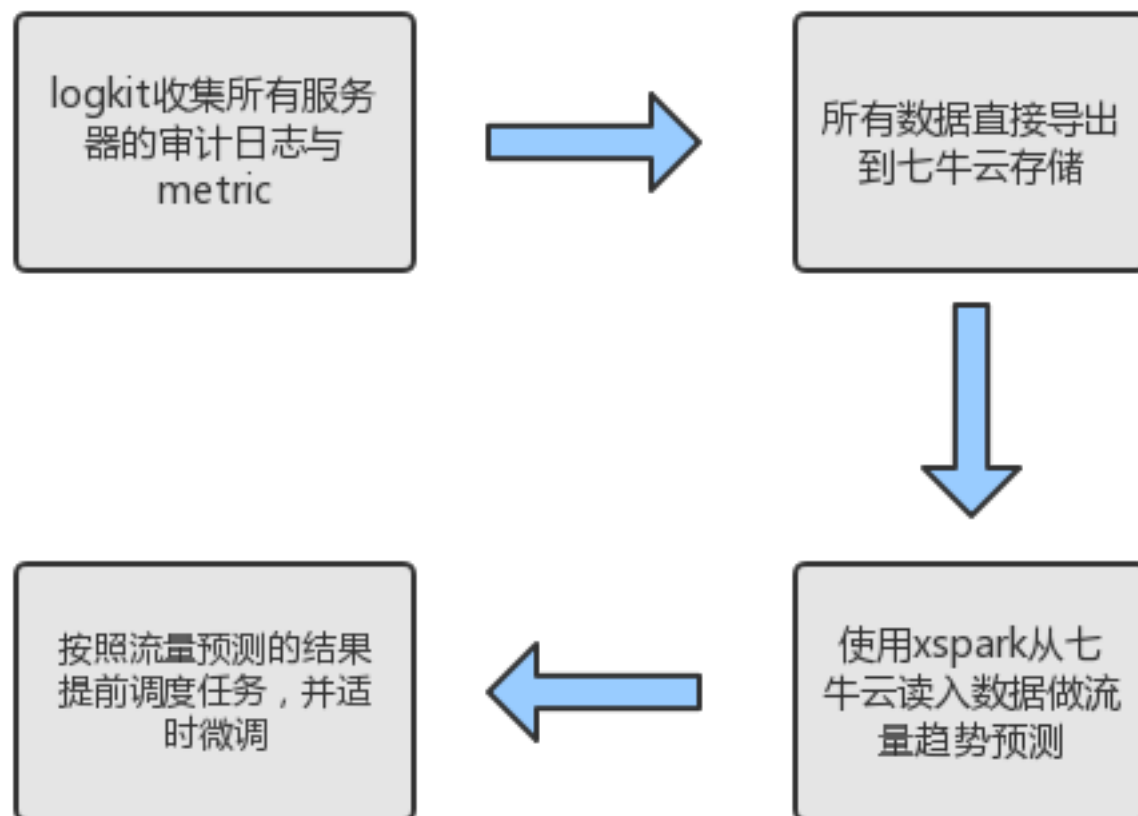 logkit收集所有服务
器的审计日志与
metric
所有数据直接导出
到七牛云存储
使用xspark从七
牛云读入数据做流
量趋势预测
按照流量预测的结果
提前调度任务，并适
时微调